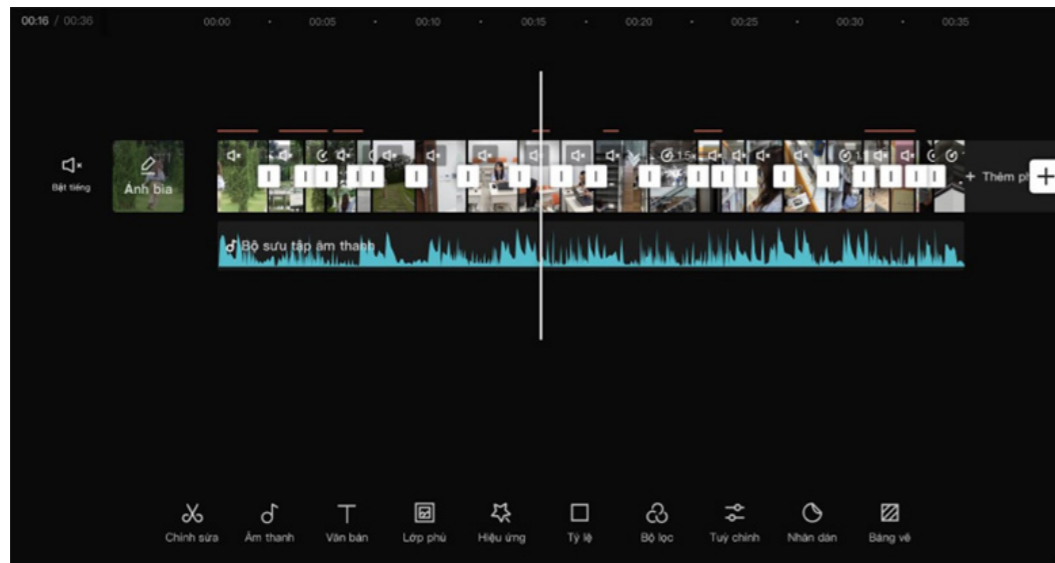 00:16 / 00:36
00:00 00:05 00:10 00:15 00:20 00:25 00:30 00:35
Bật tiếng
Ảnh bìa
+ Thêm ph
Bộ sưu tập âm thanh
Chỉnh sửa Âm thanh Văn bản Lớp phủ Hiệu ứng Tỷ lệ Bộ lọc Tuỳ chỉnh Nhãn dán Bảng vẽ